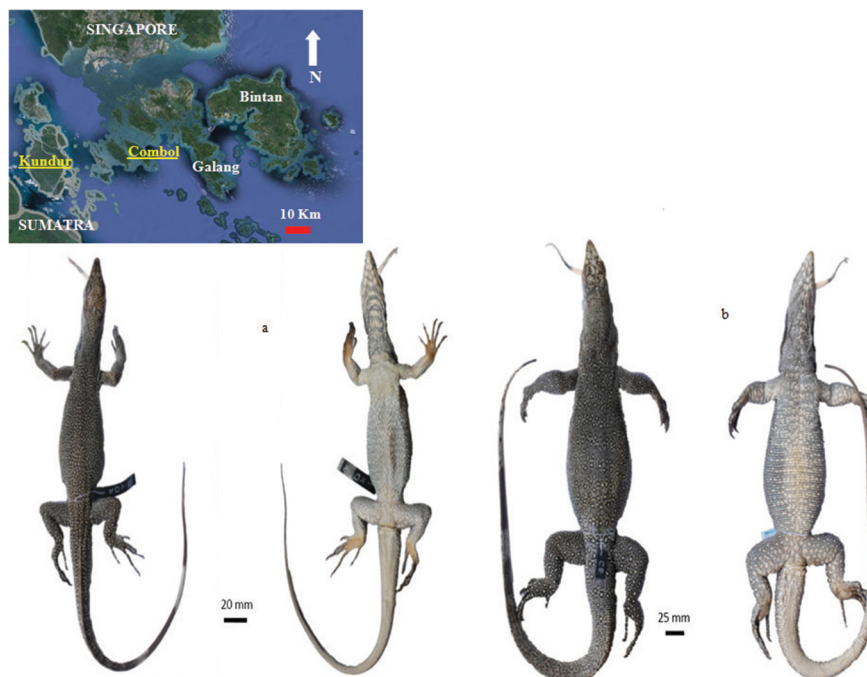 SINGAPORE
N
Bintan
Combol
Kundur
Galang
10 Km
SUMATRA
a
b
20 mm
25 mm